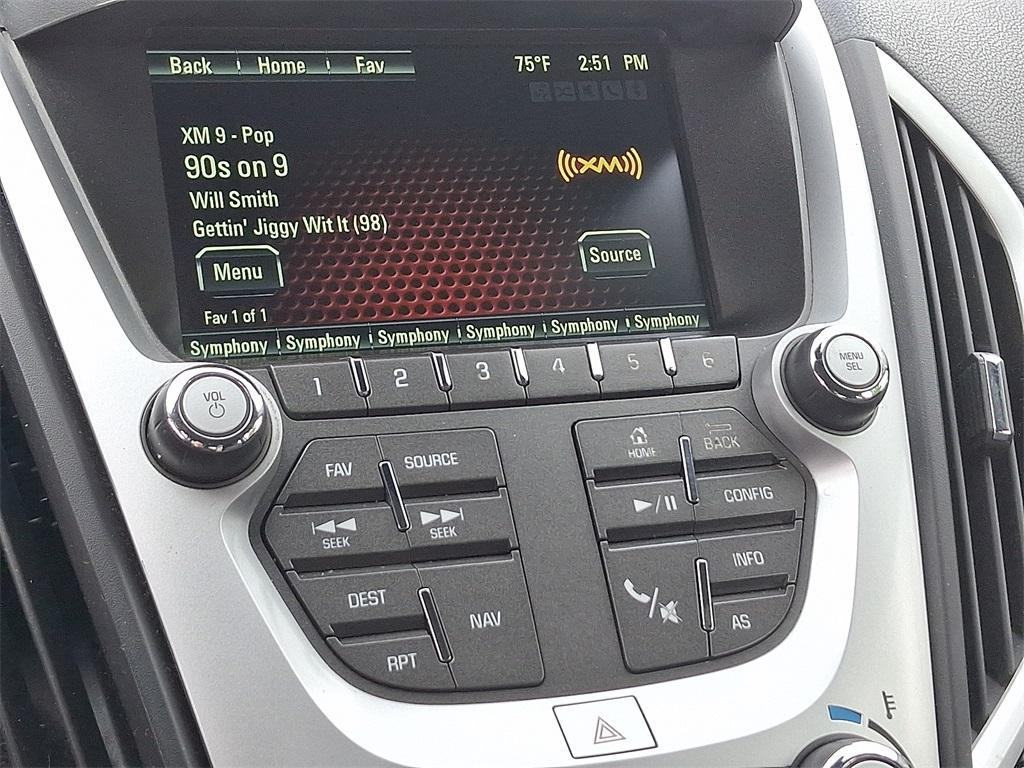 Back Home Fav 75°F 2:51 PM
XM 9 - Pop
90s on 9
((XM))
Will Smith
Gettin' Jiggy Wit It (98)
Menu
Source
Fav 1 of 1
Symphony Symphony Symphony Symphony Symphony Symphony
1 2 3 4 5 6
VOL
MENU
SEL
FAV SOURCE
HOME BACK
SEEK SEEK
CONFIG
DEST NAV
RPT
INFO
AS